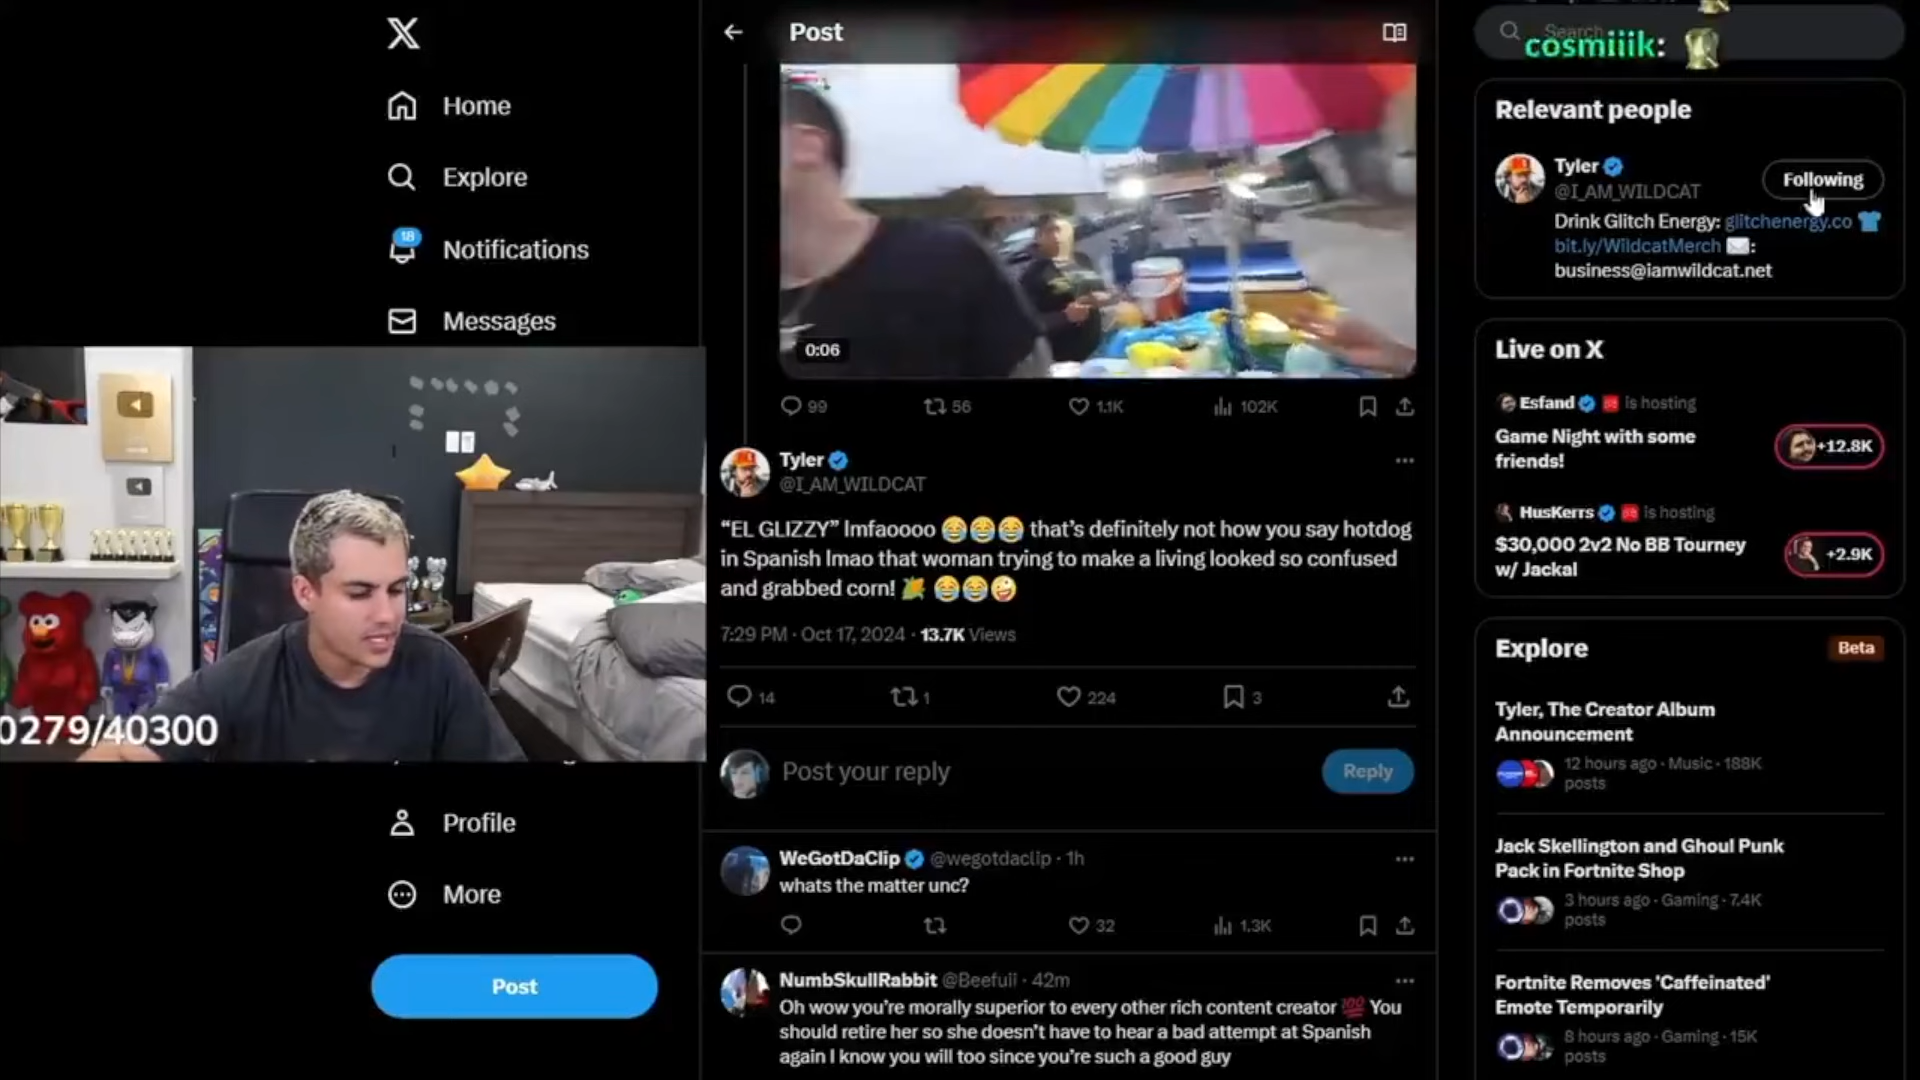 Home
Explore
18
Notifications
Messages
0279/40300
Profile
More
Post
Post
0:06
99
56
1.1K
102K
Tyler
@I_AM_WILDCAT
“EL GLIZZY” lmfaoooo 😂😂😂 that’s definitely not how you say hotdog
in Spanish lmao that woman trying to make a living looked so confused
and grabbed corn! 🌽 😂😂🤪
7:29 PM · Oct 17, 2024 · 13.7K Views
14
1
224
3
Post your reply
Reply
WeGotDaClip @wegotdaclip · 1h
whats the matter unc?
32
1.3K
NumbSkullRabbit @Beefuii · 42m
Oh wow you’re morally superior to every other rich content creator 💯 You
should retire her so she doesn’t have to hear a bad attempt at Spanish
again I know you will too since you’re such a good guy
Search
cosmiiik:
Relevant people
Tyler
@I_AM_WILDCAT
Following
Drink Glitch Energy: glitchenergy.co 👕
bit.ly/WildcatMerch ✉️:
business@iamwildcat.net
Live on X
Esfand is hosting
Game Night with some
friends!
+12.8K
HusKerrs is hosting
$30,000 2v2 No BB Tourney
w/ Jackal
+2.9K
Explore
Beta
Tyler, The Creator Album
Announcement
12 hours ago · Music · 188K
posts
Jack Skellington and Ghoul Punk
Pack in Fortnite Shop
3 hours ago · Gaming · 7.4K
posts
Fortnite Removes 'Caffeinated'
Emote Temporarily
8 hours ago · Gaming · 15K
posts